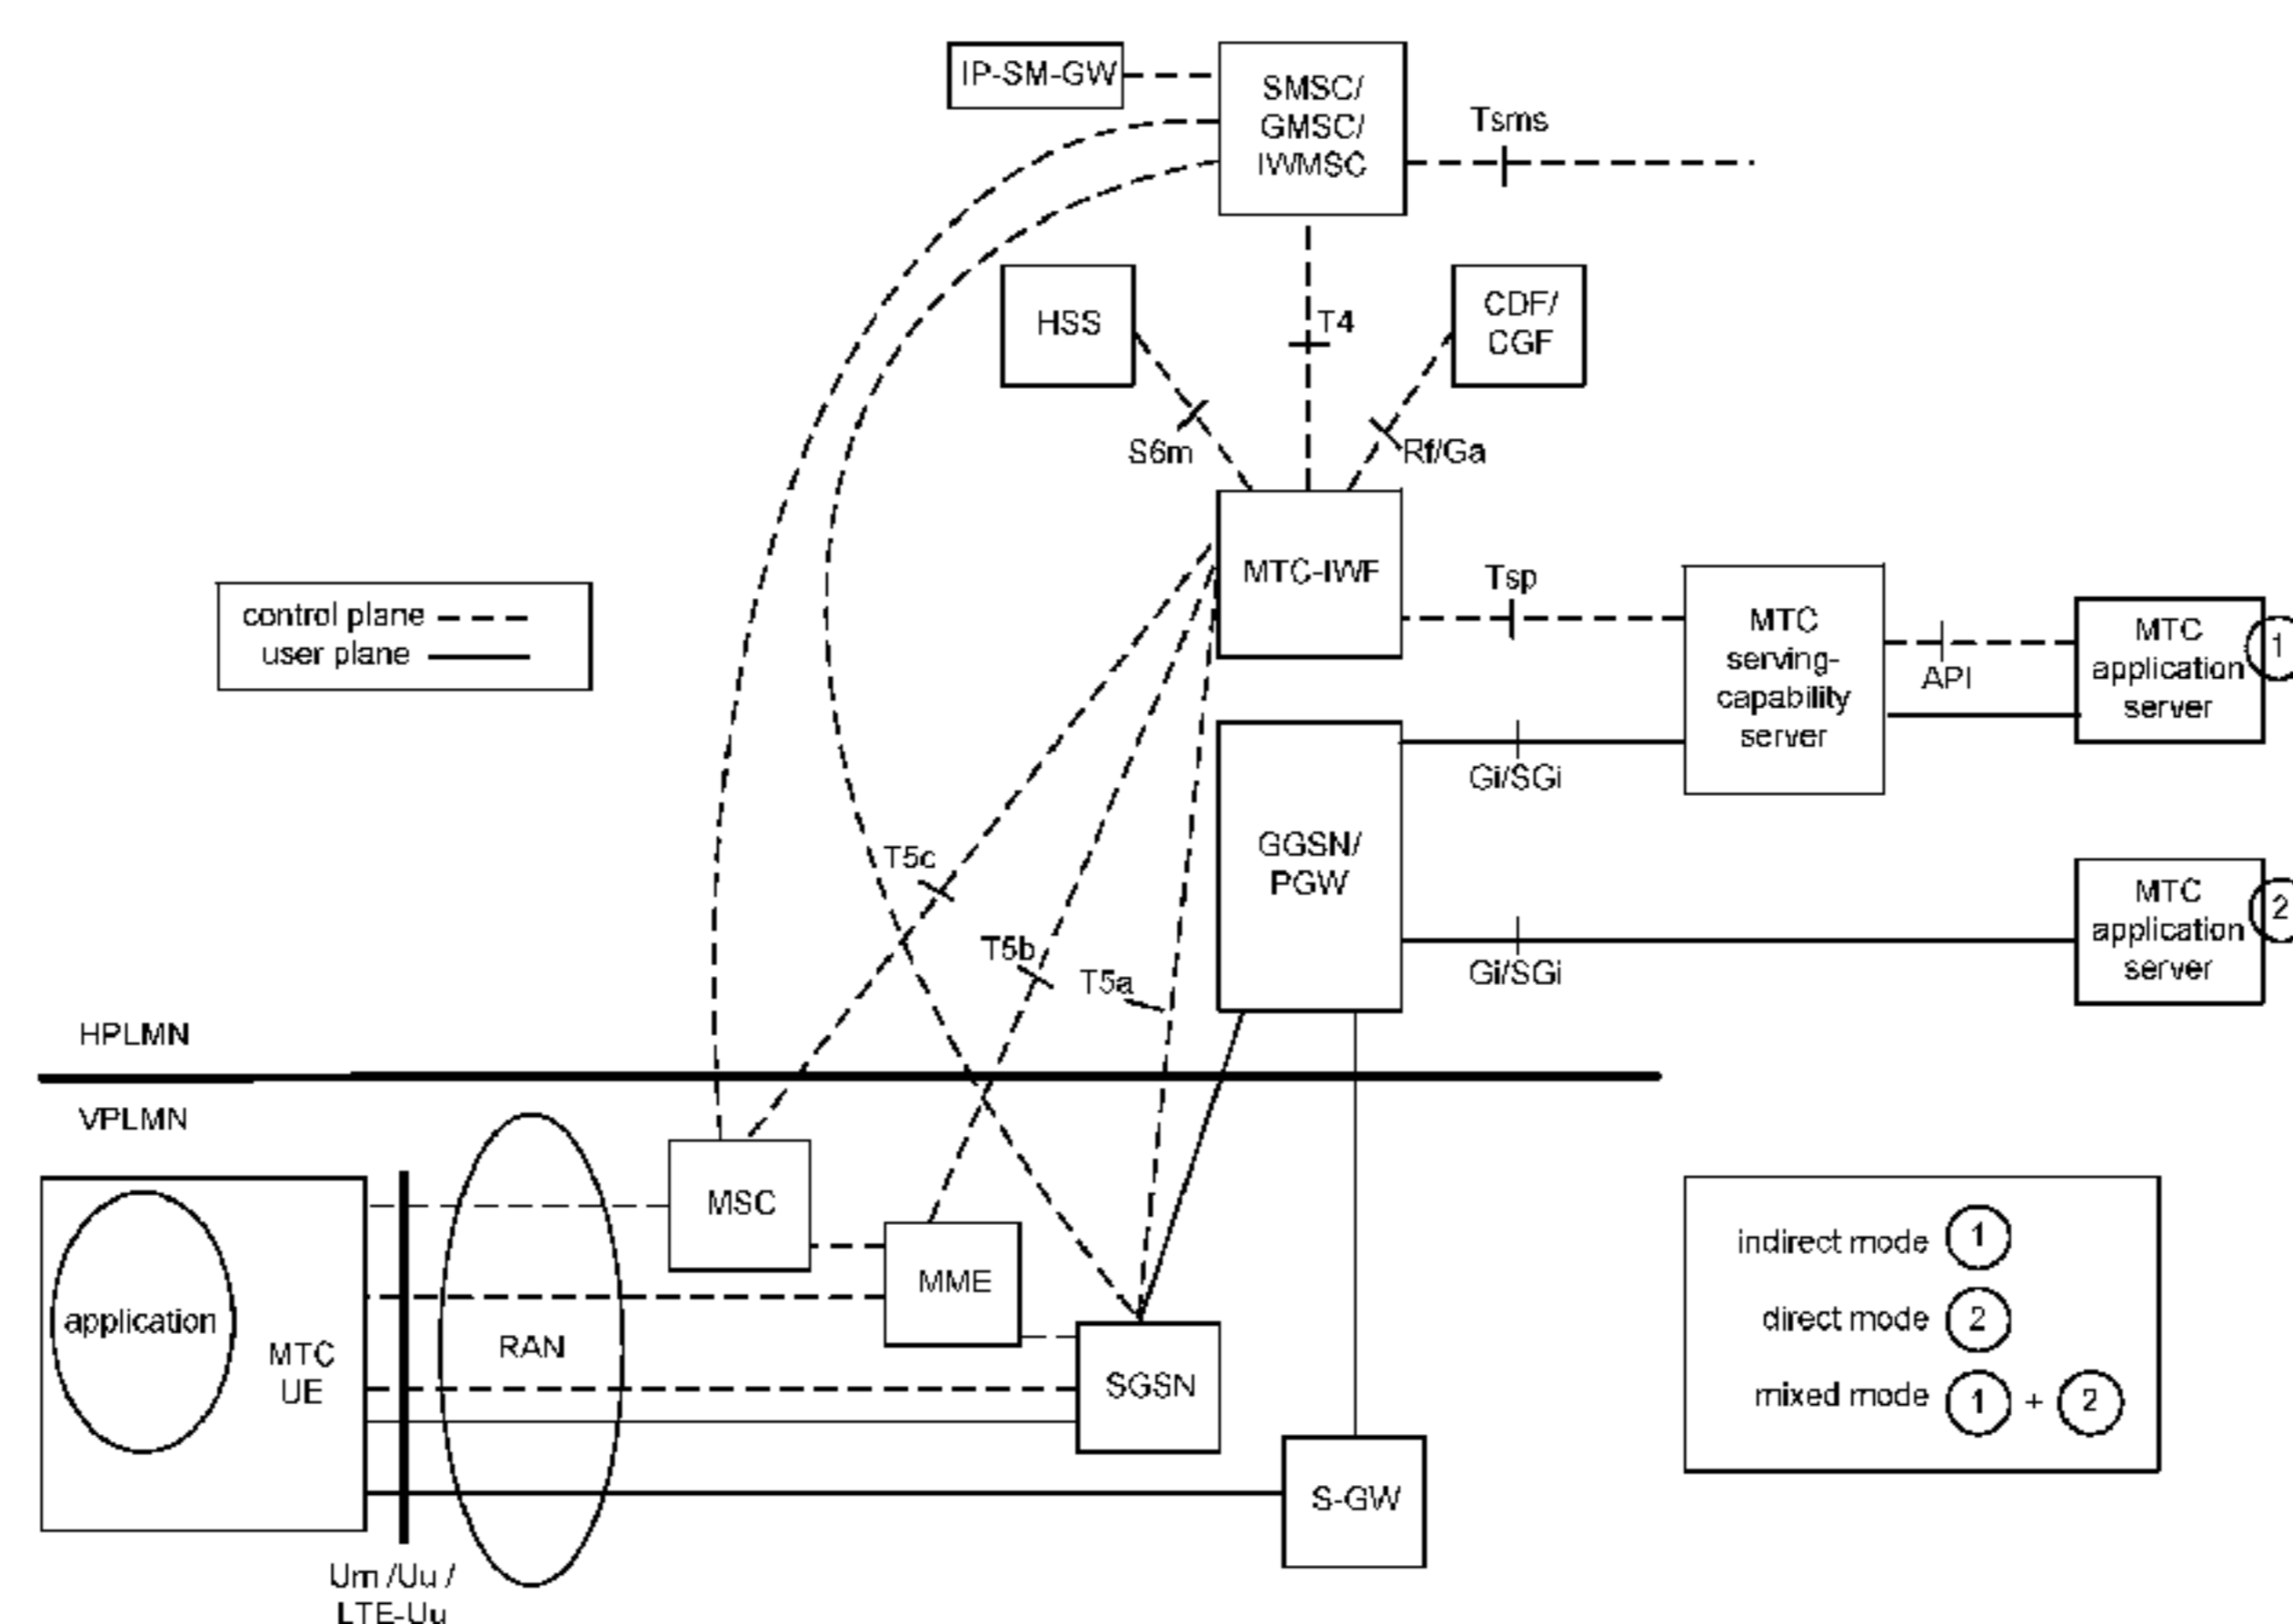 IP-SM-GW
SMSC/
GMSC/
IWMSC
Tsms
HSS
T4
CDF/
CGF
S6m
Rf/Ga
MTC-IWF
Tsp
control plane
user plane
MTC
serving-
capability
server
API
MTC
application
server
1
Gi/SGi
GGSN/
PGW
T5c
T5b
T5a
MTC
application
server
2
Gi/SGi
HPLMN
VPLMN
MSC
MME
application
MTC
UE
RAN
SGSN
S-GW
indirect mode 1
direct mode 2
mixed mode 1 + 2
Um /Uu /
LTE-Uu